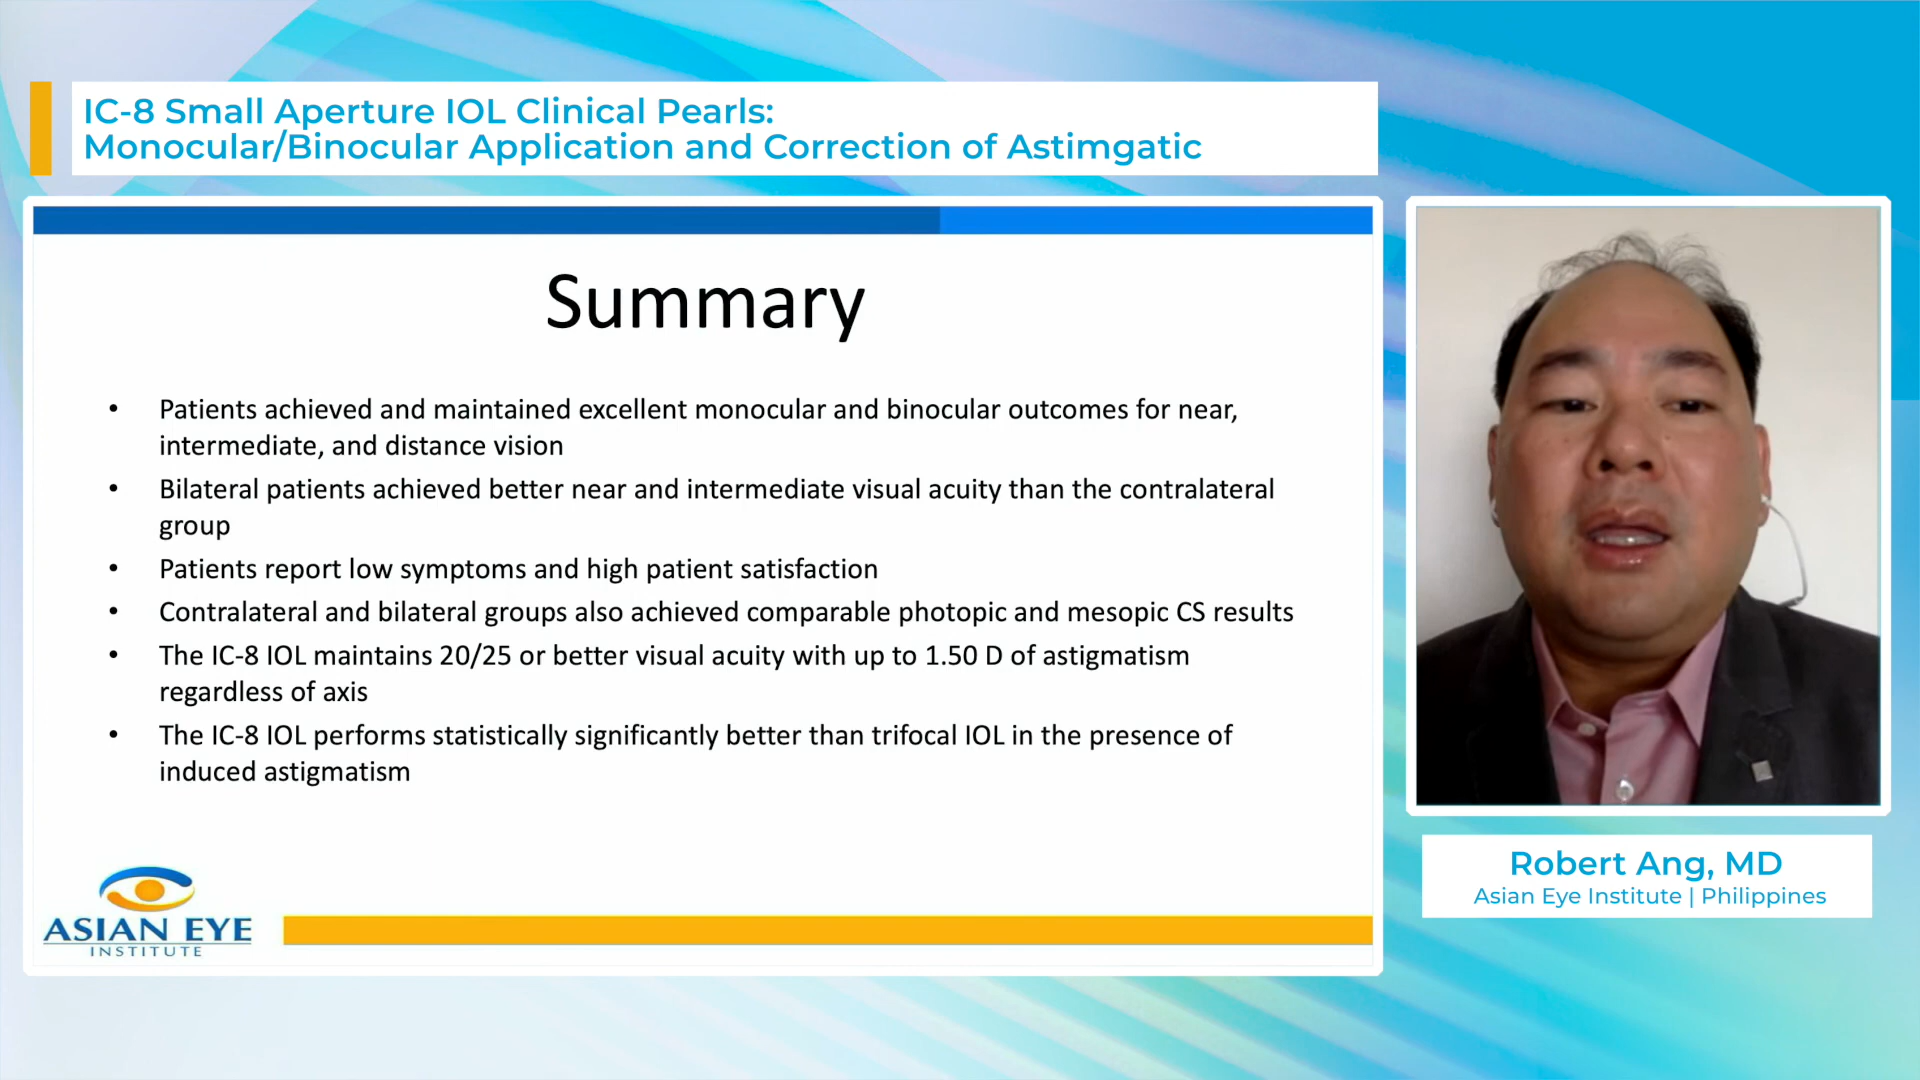 IC-8 Small Aperture IOL Clinical Pearls:
Monocular/Binocular Application and Correction of Astimgatic
Summary
• Patients achieved and maintained excellent monocular and binocular outcomes for near,
intermediate, and distance vision
• Bilateral patients achieved better near and intermediate visual acuity than the contralateral
group
• Patients report low symptoms and high patient satisfaction
• Contralateral and bilateral groups also achieved comparable photopic and mesopic CS results
• The IC-8 IOL maintains 20/25 or better visual acuity with up to 1.50 D of astigmatism
regardless of axis
• The IC-8 IOL performs statistically significantly better than trifocal IOL in the presence of
induced astigmatism
ASIAN EYE
INSTITUTE
Robert Ang, MD
Asian Eye Institute | Philippines